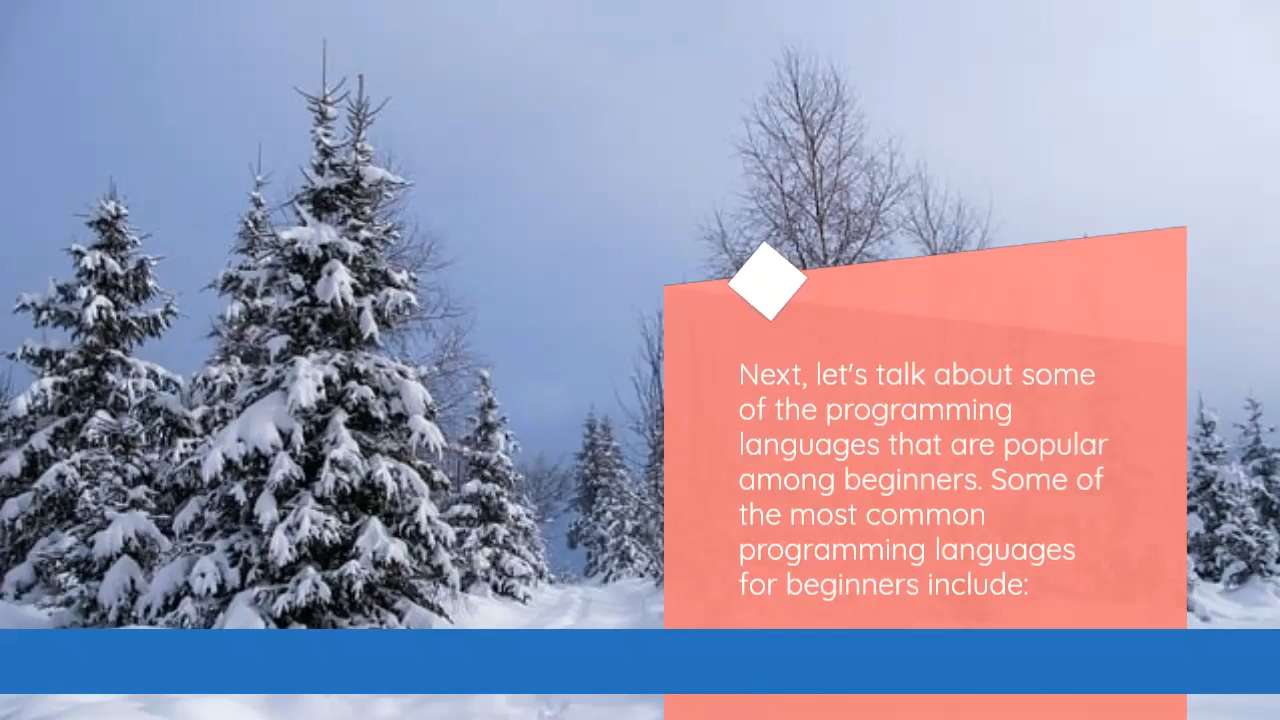 Next, let's talk about some
of the programming
languages that are popular
among beginners. Some of
the most common
programming languages
for beginners include: